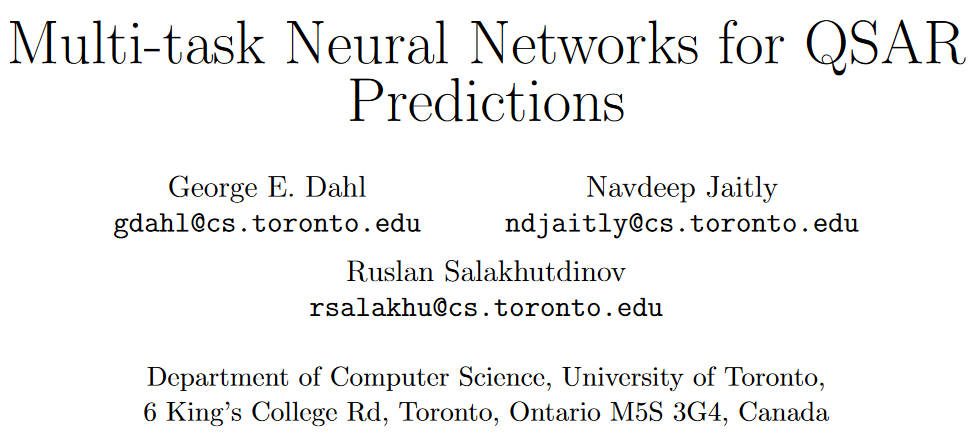 Multi-task Neural Networks for QSAR
Predictions
George E. Dahl
gdahl@cs.toronto.edu
Navdeep Jaitly
ndjaitly@cs.toronto.edu
Ruslan Salakhutdinov
rsalakhu@cs.toronto.edu
Department of Computer Science, University of Toronto,
6 King's College Rd, Toronto, Ontario M5S 3G4, Canada